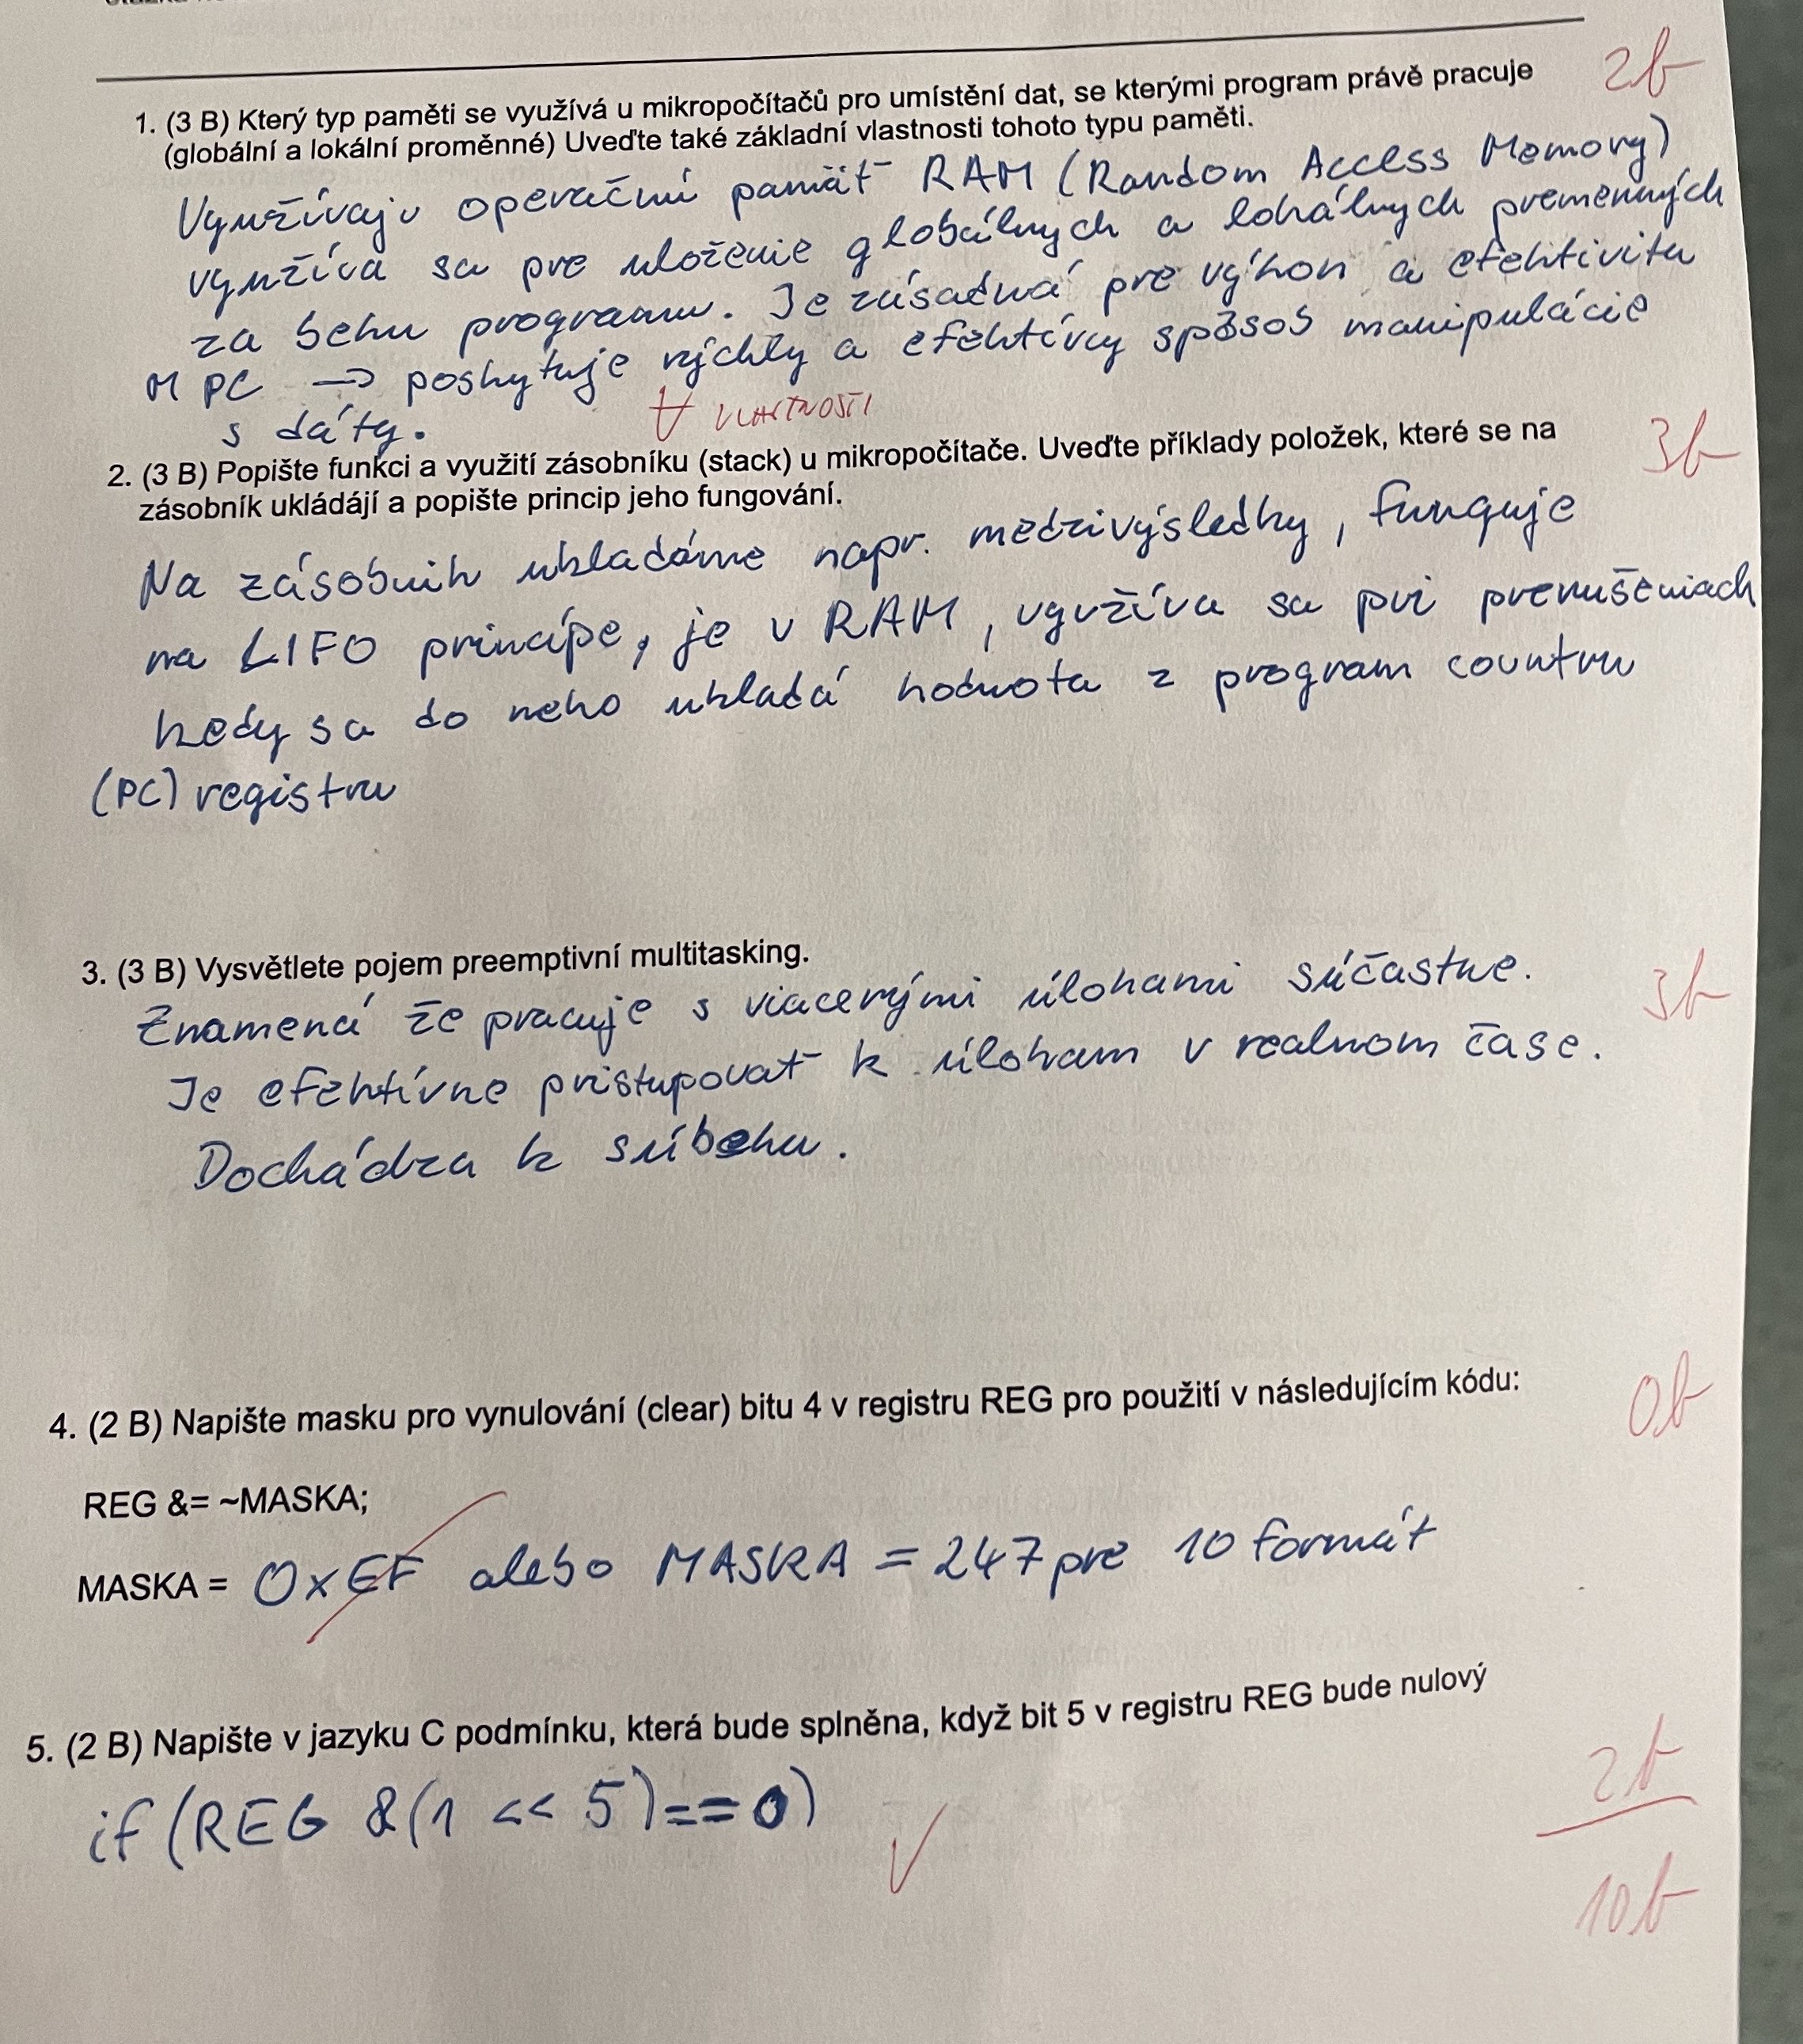 2b
1. (3 B) Který typ paměti se využívá u mikropočítačů pro umístění dat, se kterými program právě pracuje
(globální a lokální proměnné) Uveďte také základní vlastnosti tohoto typu paměti.
Využívajú operační pamäť RAM (Random Access Memory)
využíva sa pre uloženie globálnych a lokálnych premenných
za behu programu. Je zásadná pre výkon a efektivitu
MPC → poskytuje rýchly a efektívny spôsob manipulácie
s dáty.
VLASTNOSTI
3b
2. (3 B) Popište funkci a využití zásobníku (stack) u mikropočítače. Uveďte příklady položek, které se na
zásobník ukládájí a popište princip jeho fungování.
Na zásobnik ukladáme napr. medzivýsledky, funguje
na LIFO princípe, je v RAM, využíva sa pri prerušeniach
kedy sa do neho ukladá hodnota z program countru
(PC) registru
3. (3 B) Vysvětlete pojem preemptivní multitasking.
3b
Znamená že pracuje s viacerými úlohami súčastne.
Je efektívne pristupovať k úloham v realnom čase.
Dochádza k súbehu.
4. (2 B) Napište masku pro vynulování (clear) bitu 4 v registru REG pro použití v následujícím kódu:
0b
REG &= ~MASKA;
MASKA = 0xEF alebo MASKA = 247 pre 10 formát
5. (2 B) Napište v jazyku C podmínku, která bude splněna, když bit 5 v registru REG bude nulový
2b
if (REG &(1 << 5)==0)
10b